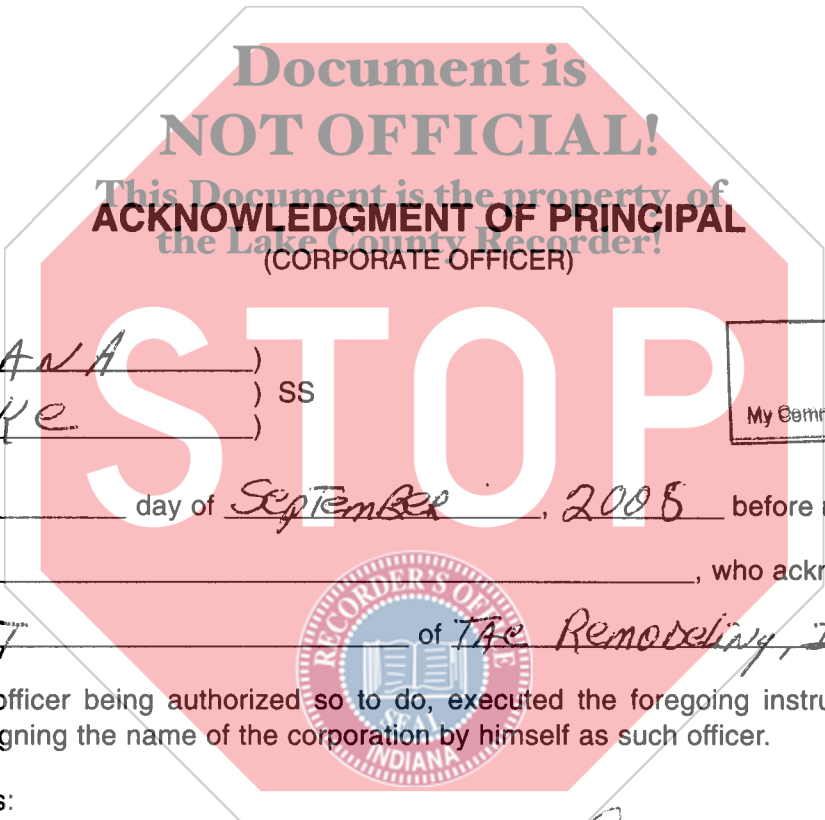 Document is
NOT OFFICIAL!
This Document is the property of
the Lake County Recorder!
ACKNOWLEDGMENT OF PRINCIPAL
(CORPORATE OFFICER)
STOP
ANA )
) SS
Ke )
My Comm
day of September, 2008 before
, who ackn
T of TAC Remodeling, I
officer being authorized so to do, executed the foregoing instru
gning the name of the corporation by himself as such officer.
s:
RECORDER'S OFFICE
SEAL
INDIANA